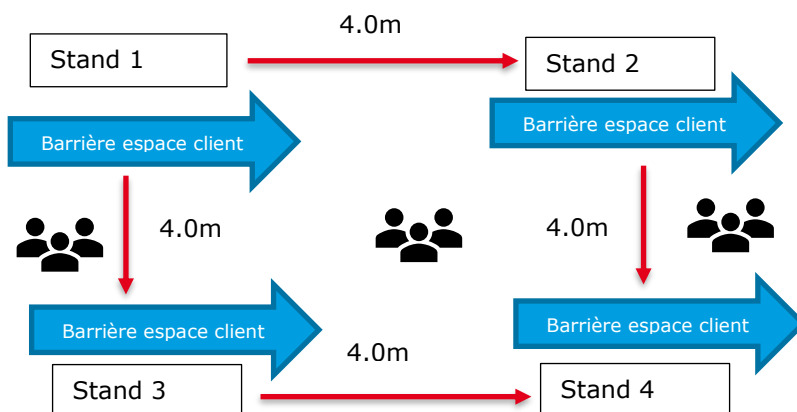 4.0m
Stand 1
Stand 2
Barrière espace client
Barrière espace client
4.0m
4.0m
Barrière espace client
Barrière espace client
4.0m
Stand 3
Stand 4